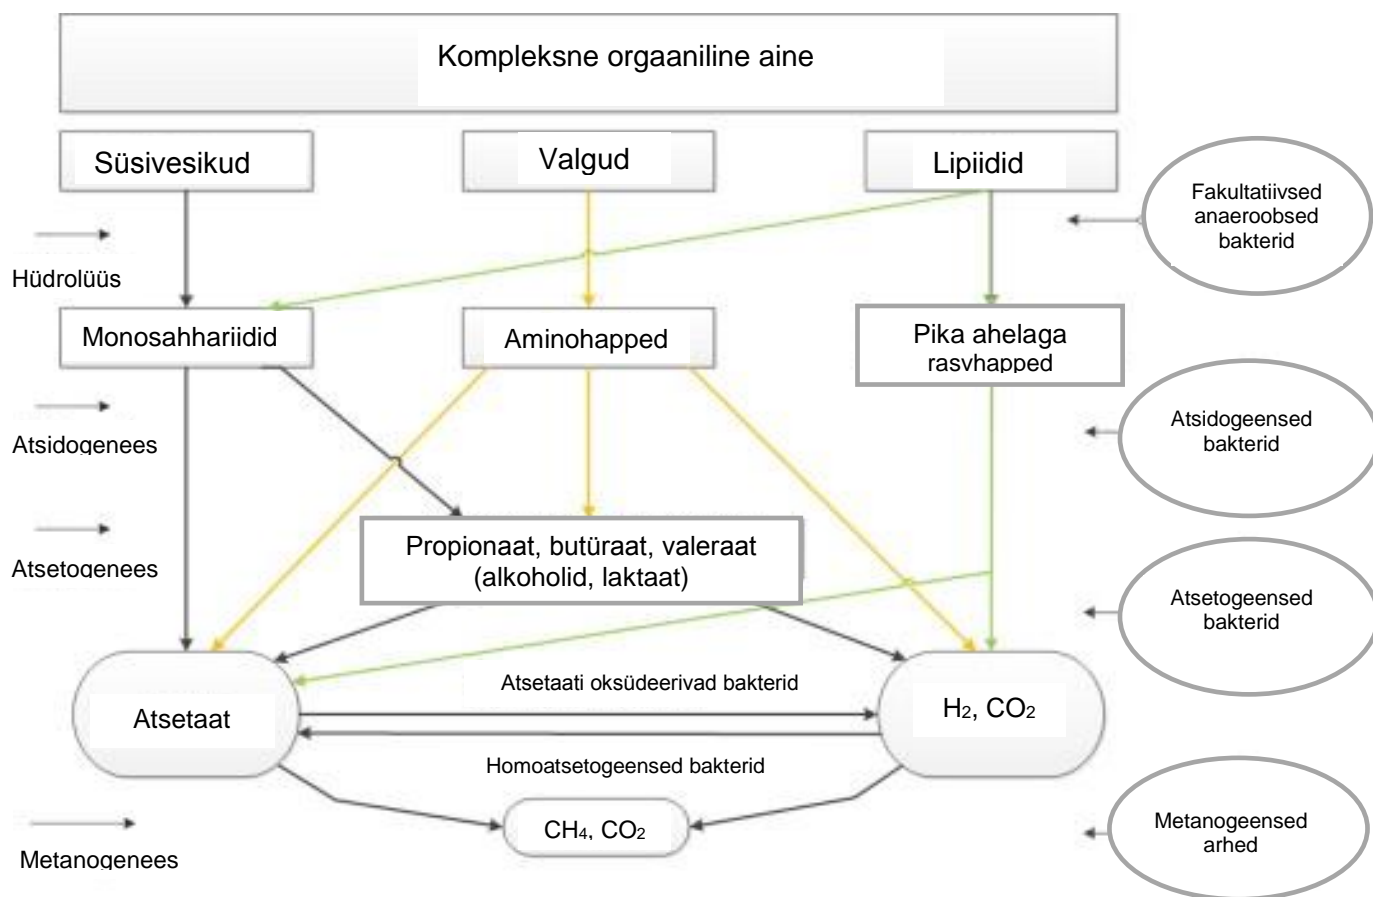 Kompleksne orgaaniline aine
Süsivesikud
Valgud
Lipiidid
Fakultatiivsed
anaeroobsed
bakterid
Hüdrolüüs
Monosahhariidid
Aminohapped
Pika ahelaga
rasvhapped
Atsidogenees
Atsidogeensed
bakterid
Atsetogenees
Propionaat, butüraat, valeraat
(alkoholid, laktaat)
Atsetogeensed
bakterid
Atsetaati oksüdeerivad bakterid
Atsetaat
H2, CO2
Homoatsetogeensed bakterid
CH4, CO2
Metanogenees
Metanogeensed
arhed